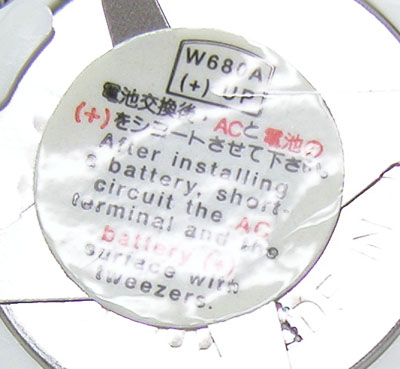 W680A
(+) UP
電池交換後、ACと電池の
(+)をショートさせて下さい
After installing
a battery, short-
circuit the AC
terminal and the
battery (+)
surface with
tweezers.